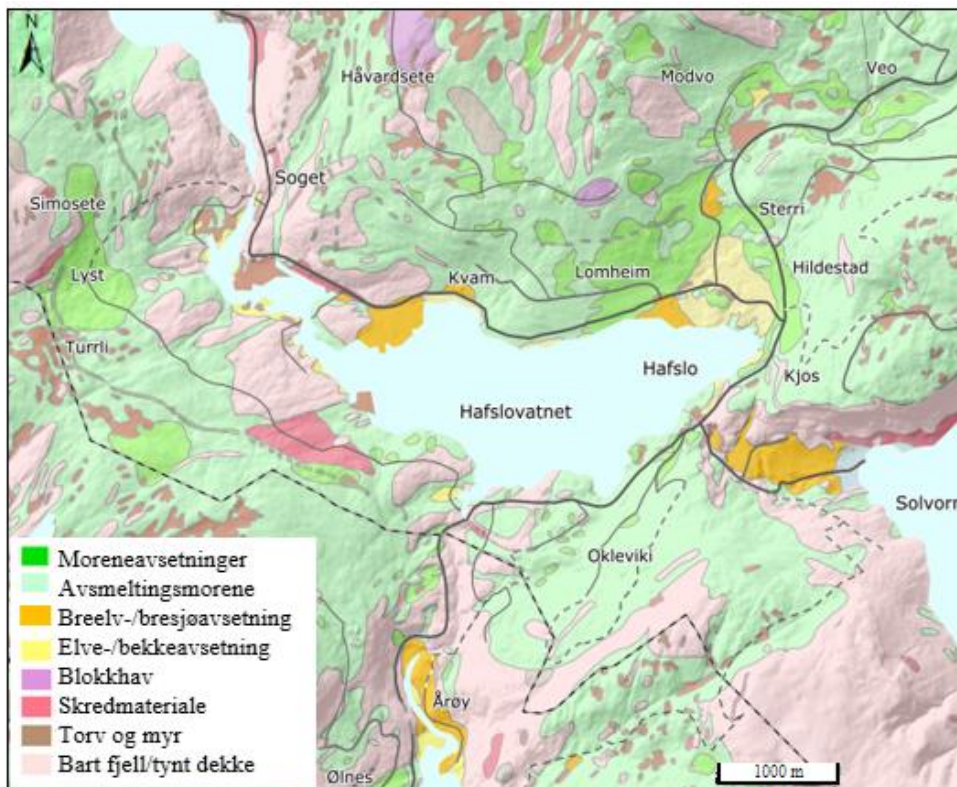 N
Håvardsete
Modvo
Veo
Soget
Simosete
Sterri
Lyst
Kvam
Lomheim
Hildestad
Turrli
Hafslo
Kjos
Hafslovatnet
Solvorn
Okleviki
Moreneavsetninger
Avsmeltingsmorene
Breelv-/bresjøavsetning
Elve-/bekkeavsetning
Blokkhav
Skredmateriale
Torv og myr
Bart fjell/tynt dekke
Årøy
Ølnes
1000 m